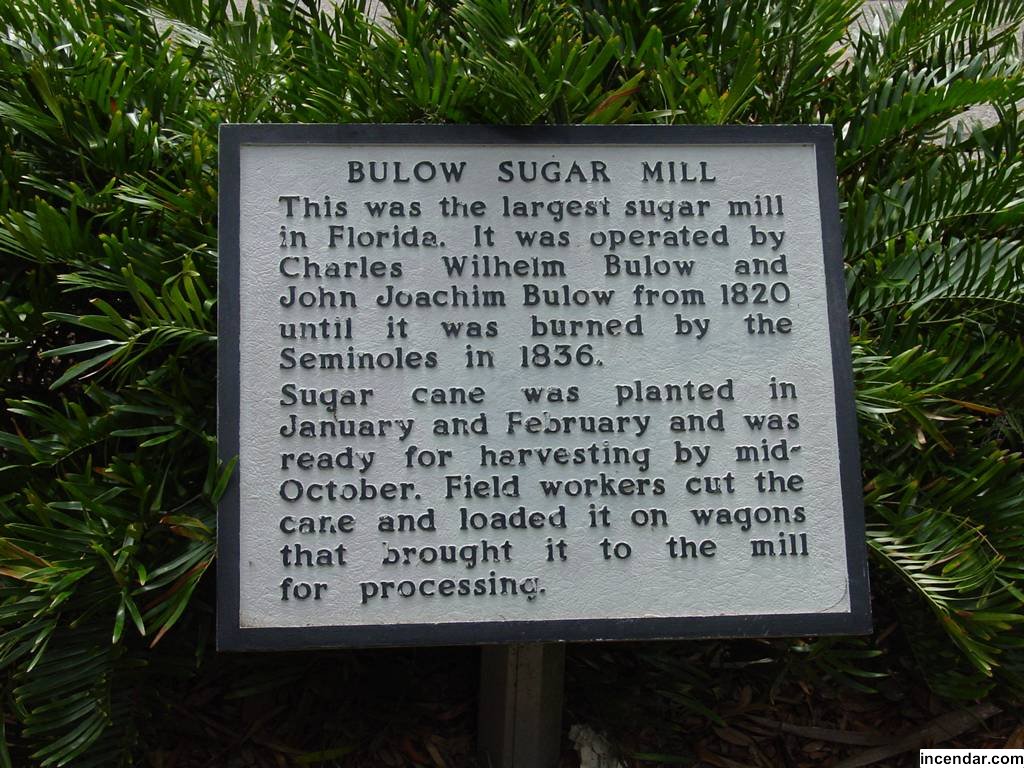 BULOW SUGAR MILL
This was the largest sugar mill
in Florida. It was operated by
Charles Wilhelm Bulow and
John Joachim Bulow from 1820
until it was burned by the
Seminoles in 1836.
Sugar cane was planted in
January and February and was
ready for harvesting by mid-
October. Field workers cut the
cane and loaded it on wagons
that brought it to the mill
for processing.
incendar.com